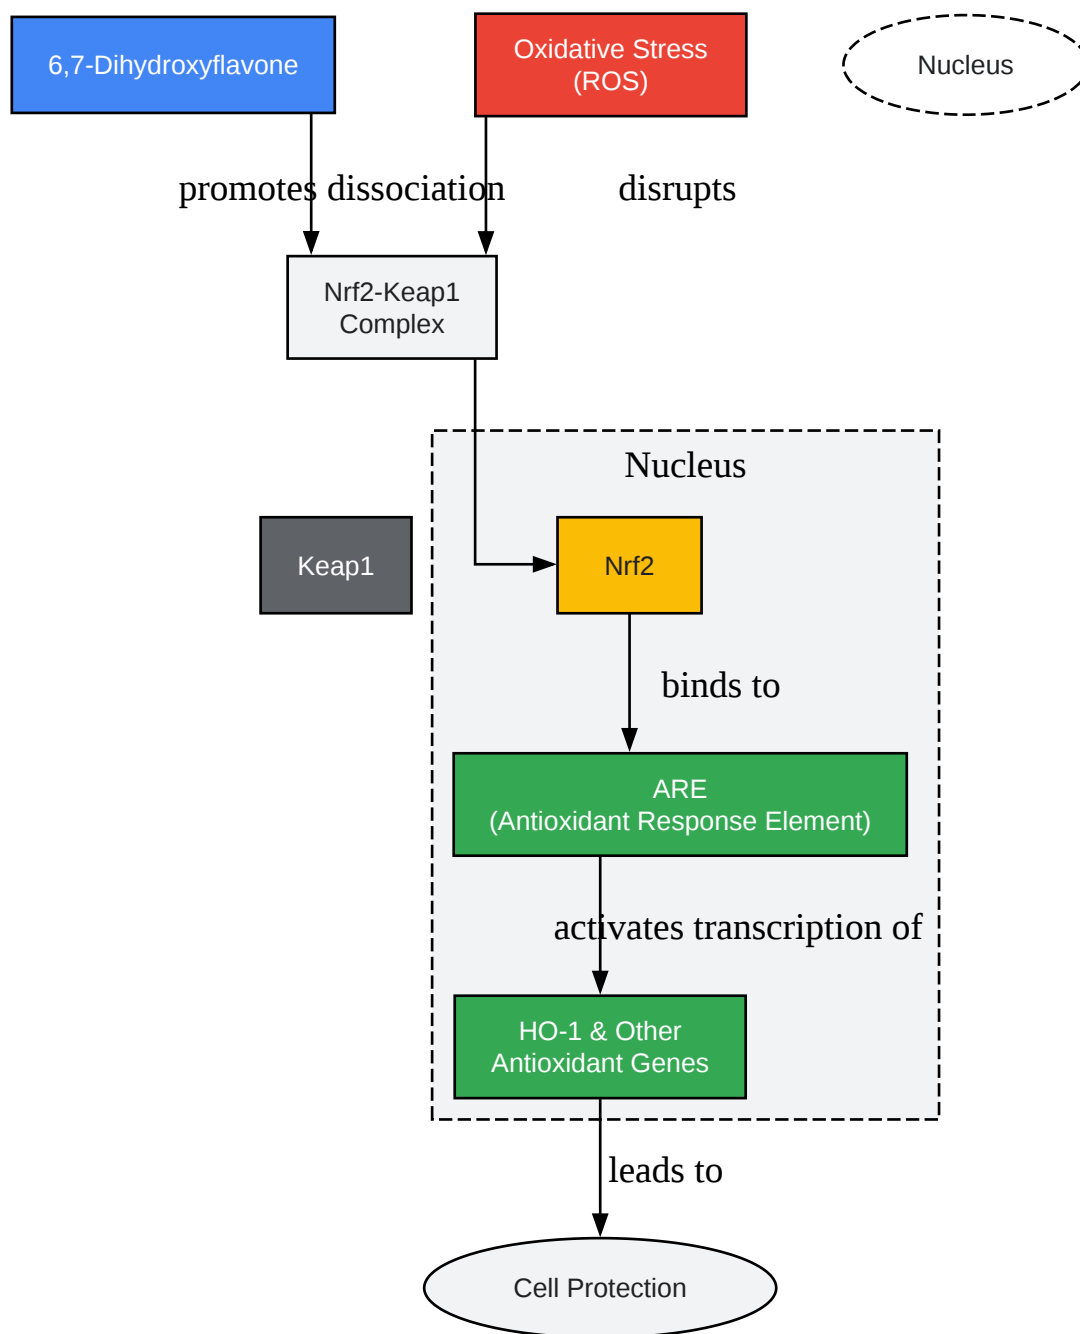 6,7-Dihydroxyflavone
Oxidative Stress
(ROS)
Nucleus
promotes dissociation
disrupts
Nrf2-Keap1
Complex
Nucleus
Keap1
Nrf2
binds to
ARE
(Antioxidant Response Element)
activates transcription of
HO-1 & Other
Antioxidant Genes
leads to
Cell Protection